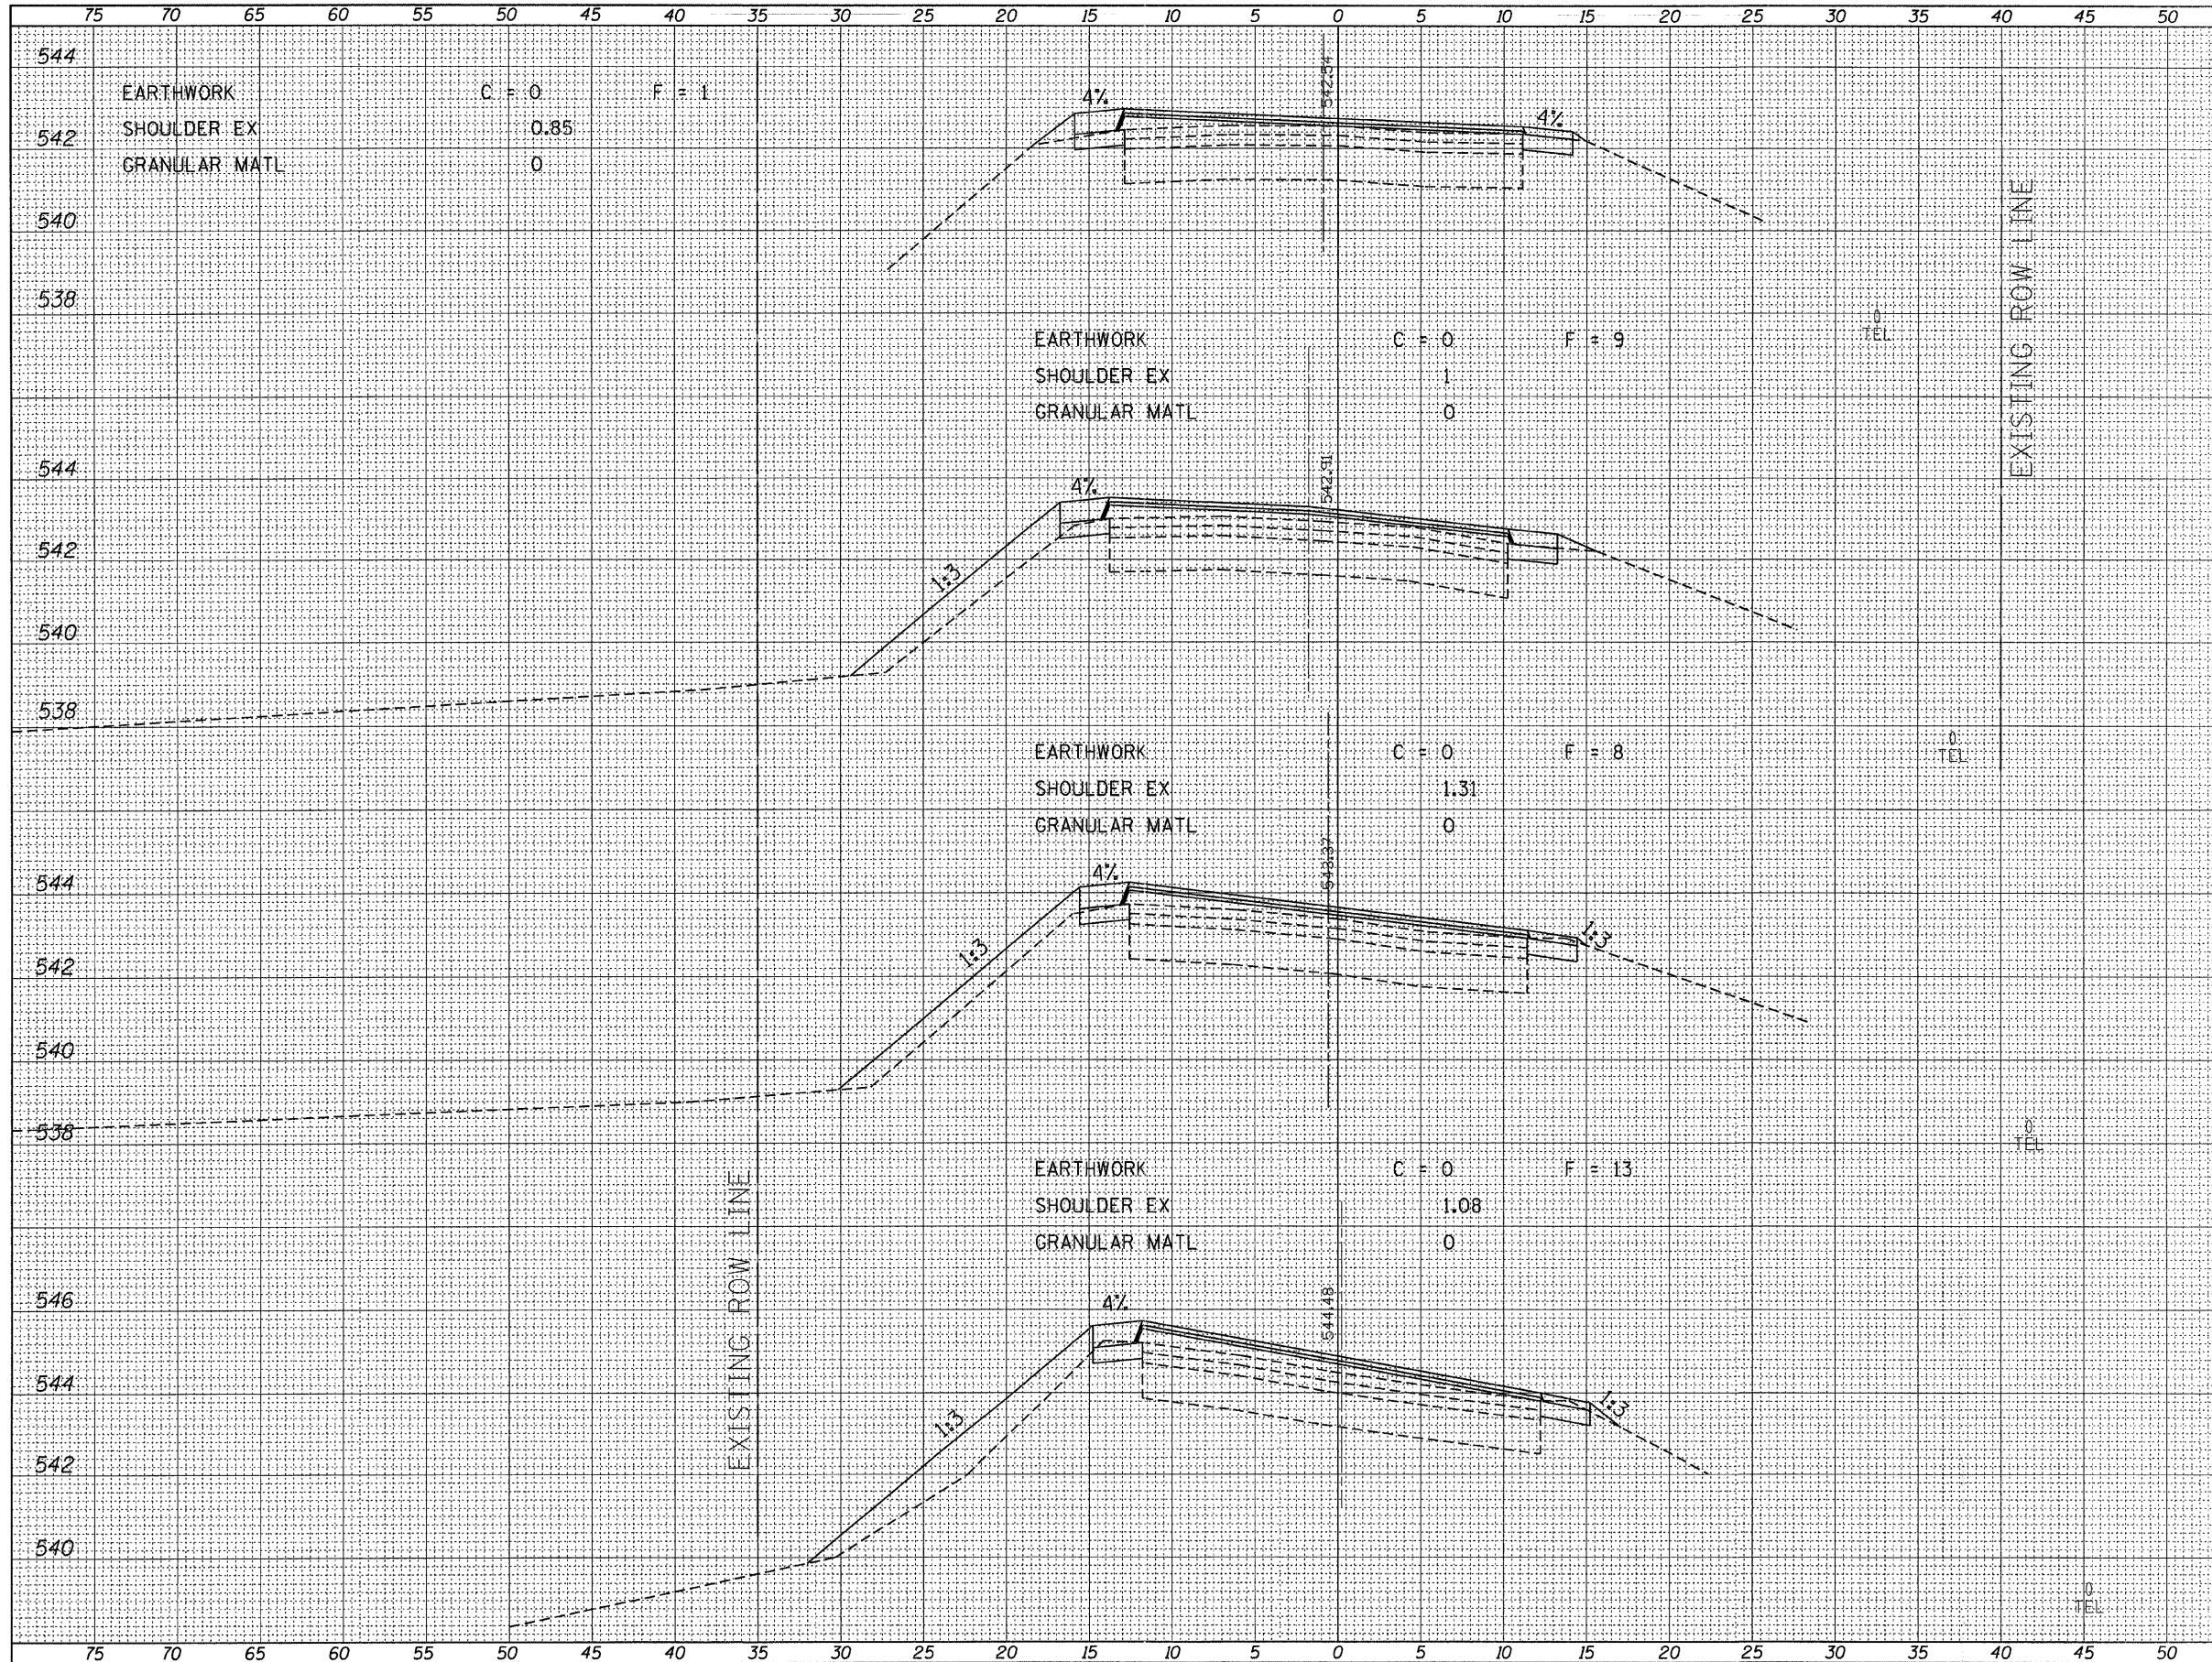 75 70 65 60 55 50 45 40 35 30 25 20 15 10 5 0 5 10 15 20 25 30 35 40 45 50
544
542.54
EARTHWORK C = 0 F = 1
4%
4%
SHOULDER EX 0.85
542
GRANULAR MATL 0
540
EXISTING ROW LINE
538
0
TEL
EARTHWORK C = 0 F = 9
SHOULDER EX 1
GRANULAR MATL 0
544
542.91
4%
542
1:3
540
538
0
TEL
EARTHWORK C = 0 F = 8
SHOULDER EX 1.31
GRANULAR MATL 0
543.37
544
4%
1:3
1:3
542
540
538
0
TEL
EARTHWORK C = 0 F = 13
SHOULDER EX 1.08
GRANULAR MATL 0
EXISTING ROW LINE
544.48
546
4%
544
1:3
1:3
542
540
0
TEL
75 70 65 60 55 50 45 40 35 30 25 20 15 10 5 0 5 10 15 20 25 30 35 40 45 50